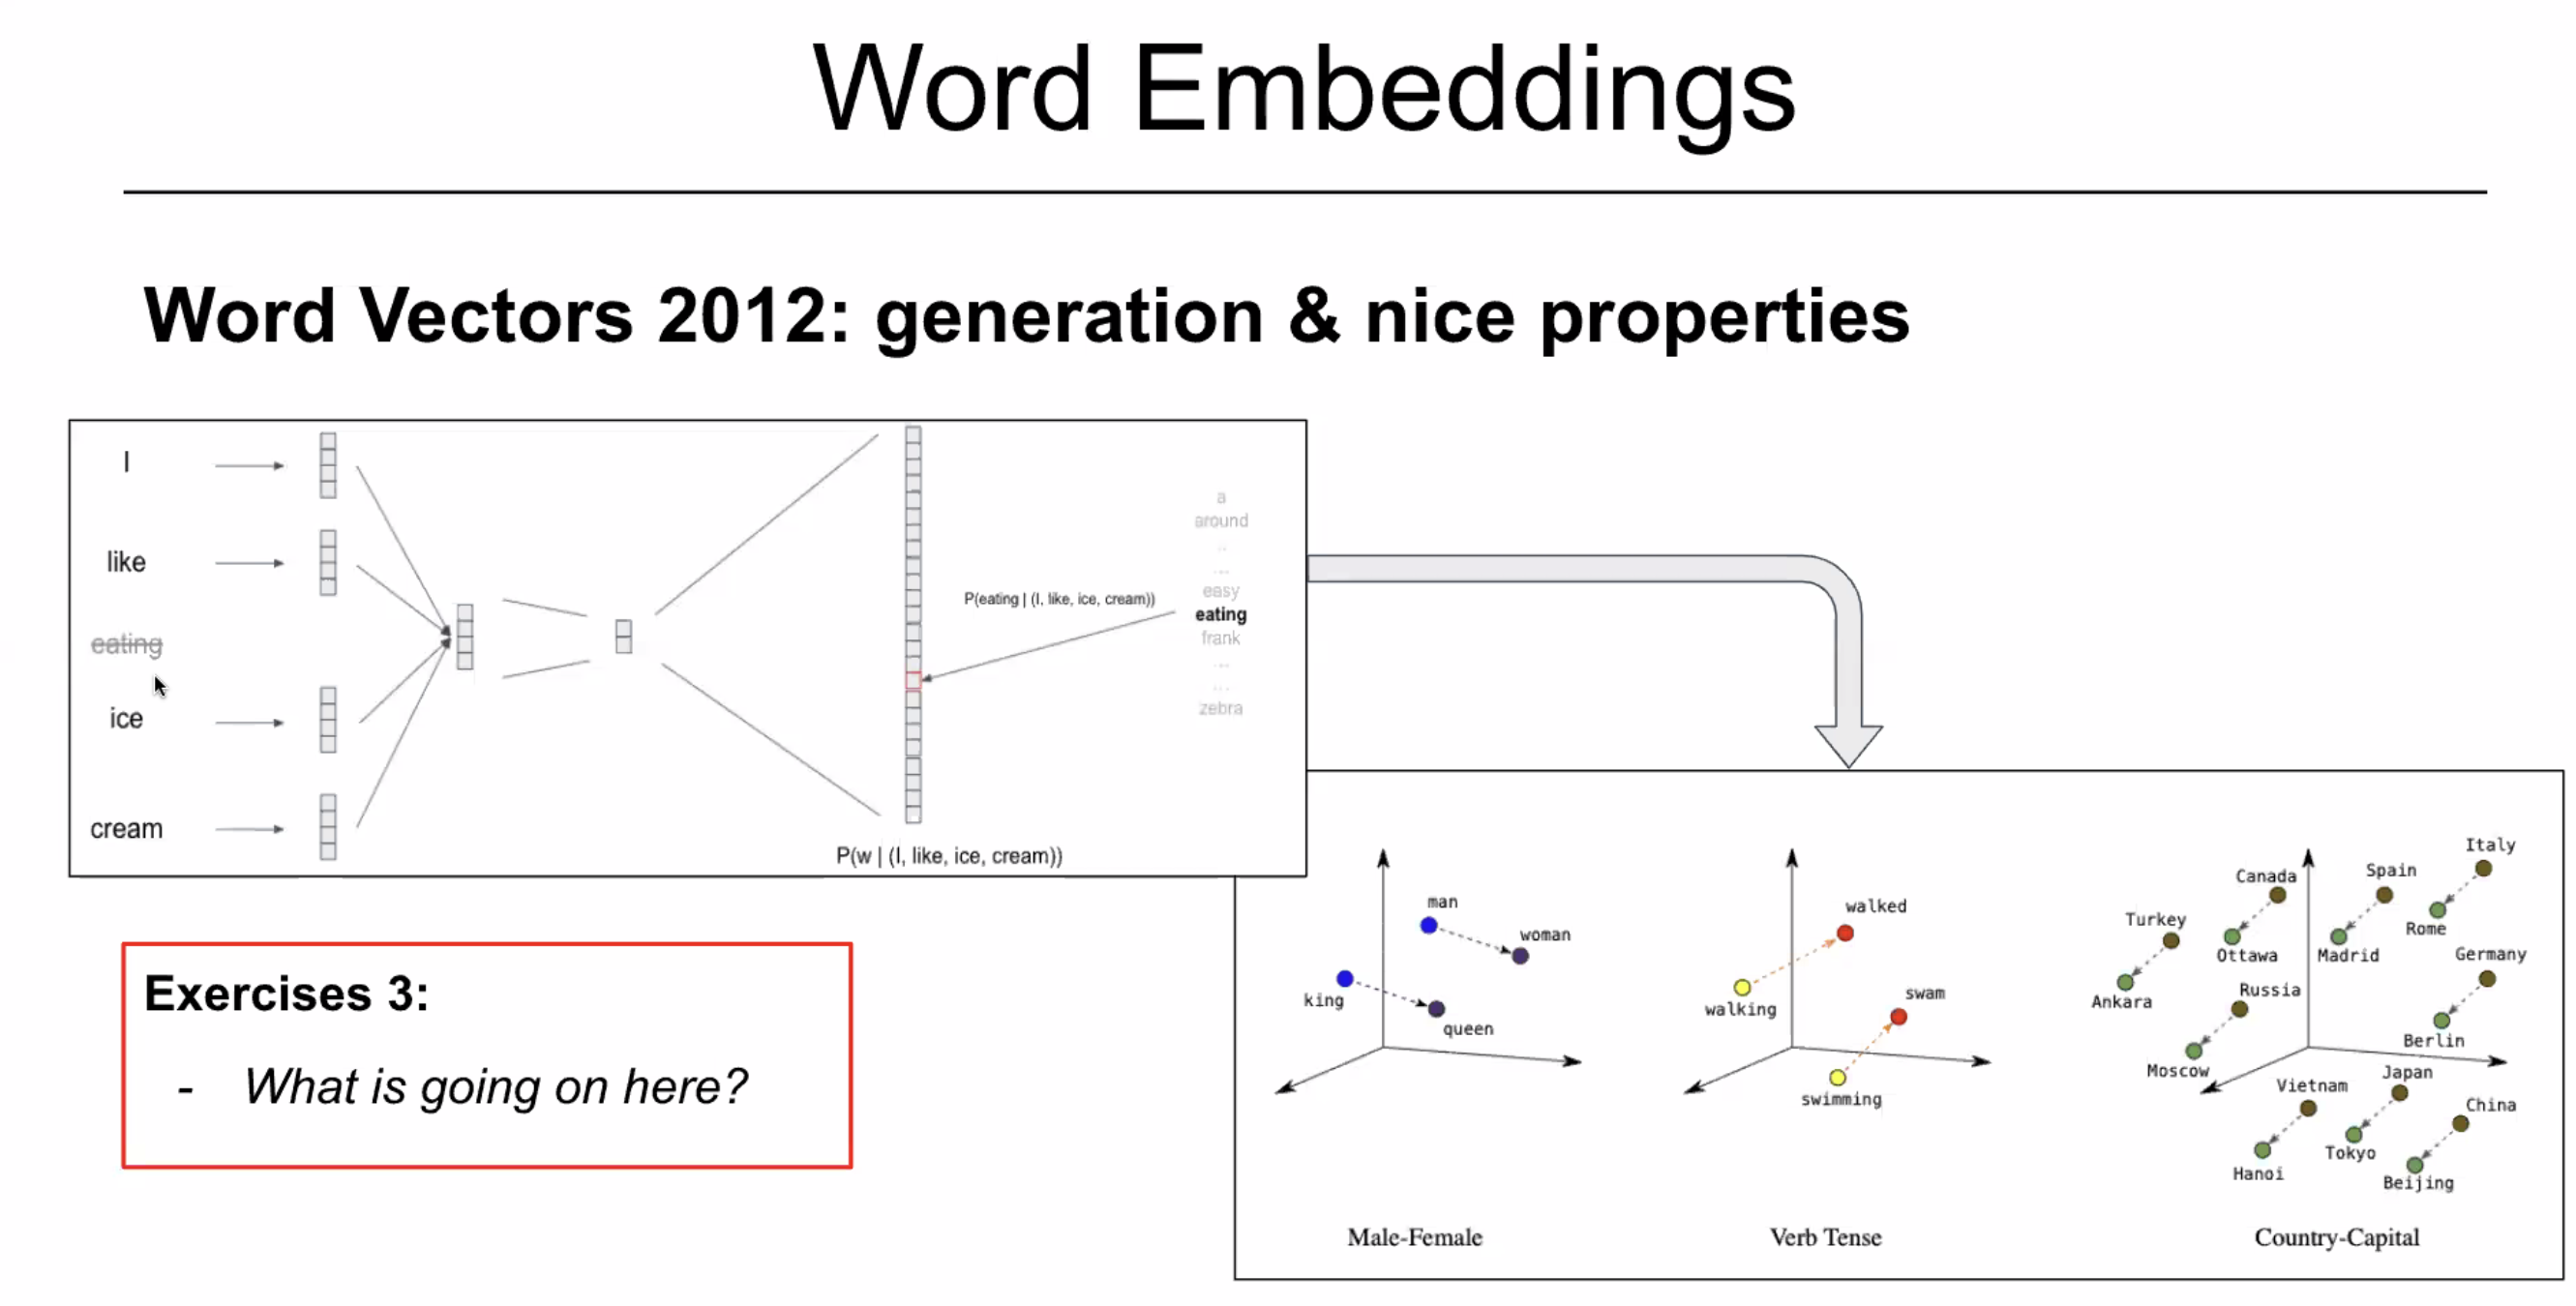 Word Embeddings
Word Vectors 2012: generation & nice properties
I
like
eating
ice
cream
P(w | (I, like, ice, cream))
P(eating | (I, like, ice, cream))
a
around
..
...
easy
eating
frank
...
...
zebra
Exercises 3:
- What is going on here?
man
woman
king
queen
Male-Female
walked
walking
swam
swimming
Verb Tense
Italy
Spain
Canada
Rome
Turkey
Ottawa
Madrid
Germany
Russia
Ankara
Berlin
Moscow
Vietnam
Japan
China
Tokyo
Hanoi
Beijing
Country-Capital